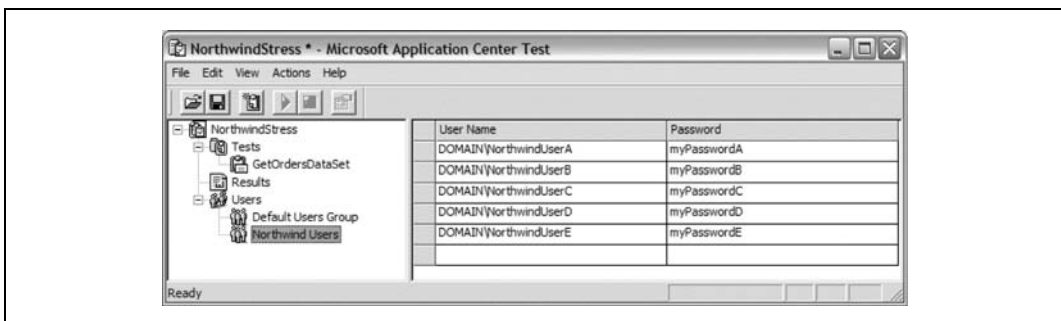 NorthwindStress * - Microsoft Application Center Test
File Edit View Actions Help
NorthwindStress
Tests
GetOrdersDataSet
Results
Users
Default Users Group
Northwind Users
User Name Password
DOMAIN\NorthwindUserA myPasswordA
DOMAIN\NorthwindUserB myPasswordB
DOMAIN\NorthwindUserC myPasswordC
DOMAIN\NorthwindUserD myPasswordD
DOMAIN\NorthwindUserE myPasswordE
Ready